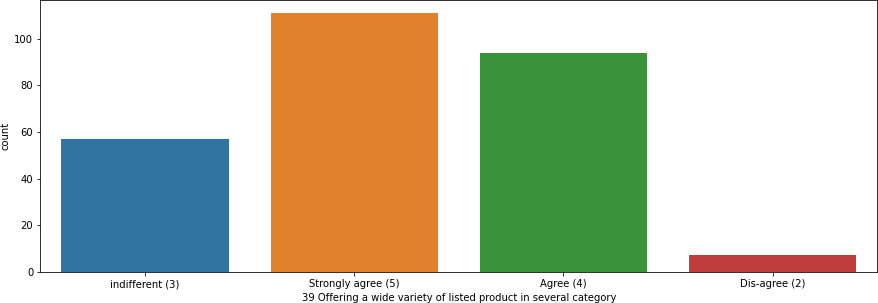 100
80
60
40
20
0
count
indifferent (3)
Strongly agree (5)
Agree (4)
Dis-agree (2)
39 Offering a wide variety of listed product in several category